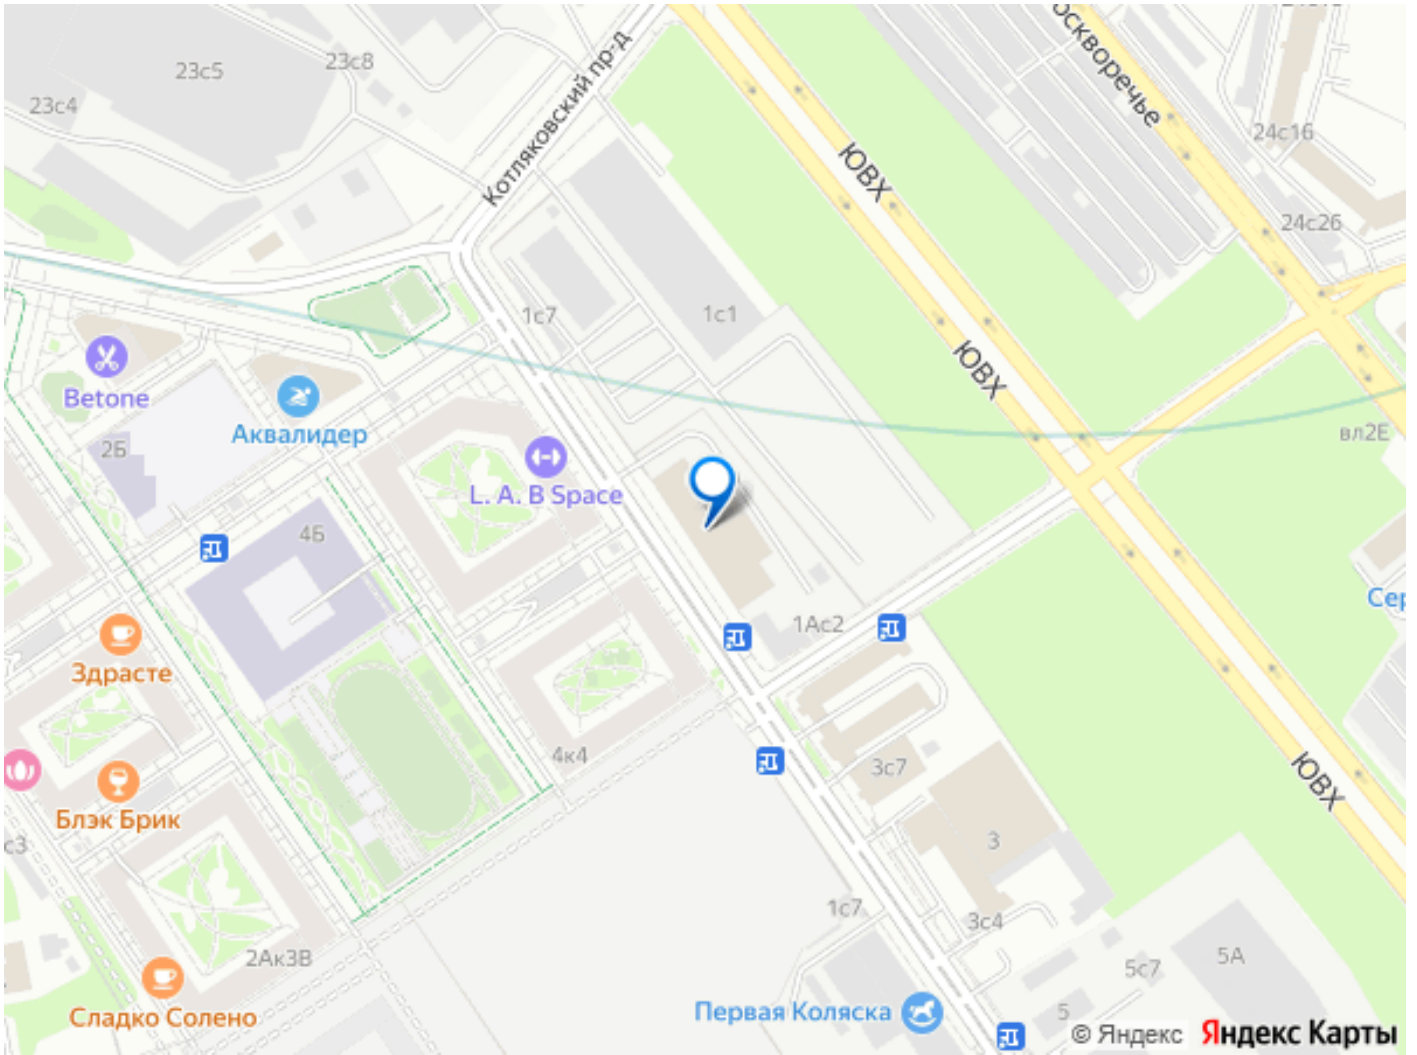 23с5
23с8
23с4
Котляковский пр-д
ЮВХ
Москворечье
24с16
24с26
1с7
1с1
ЮВХ
Betone
Аквалидер
2Б
вл2Е
L. A. B Space
4Б
1Ас2
Здрасте
Сер
4к4
3с7
ЮВХ
Блэк Брик
с3
3
1с7
3с4
2Ак3В
5с7
5А
Сладко Солено
Первая Коляска
5
© Яндекс Яндекс Карты